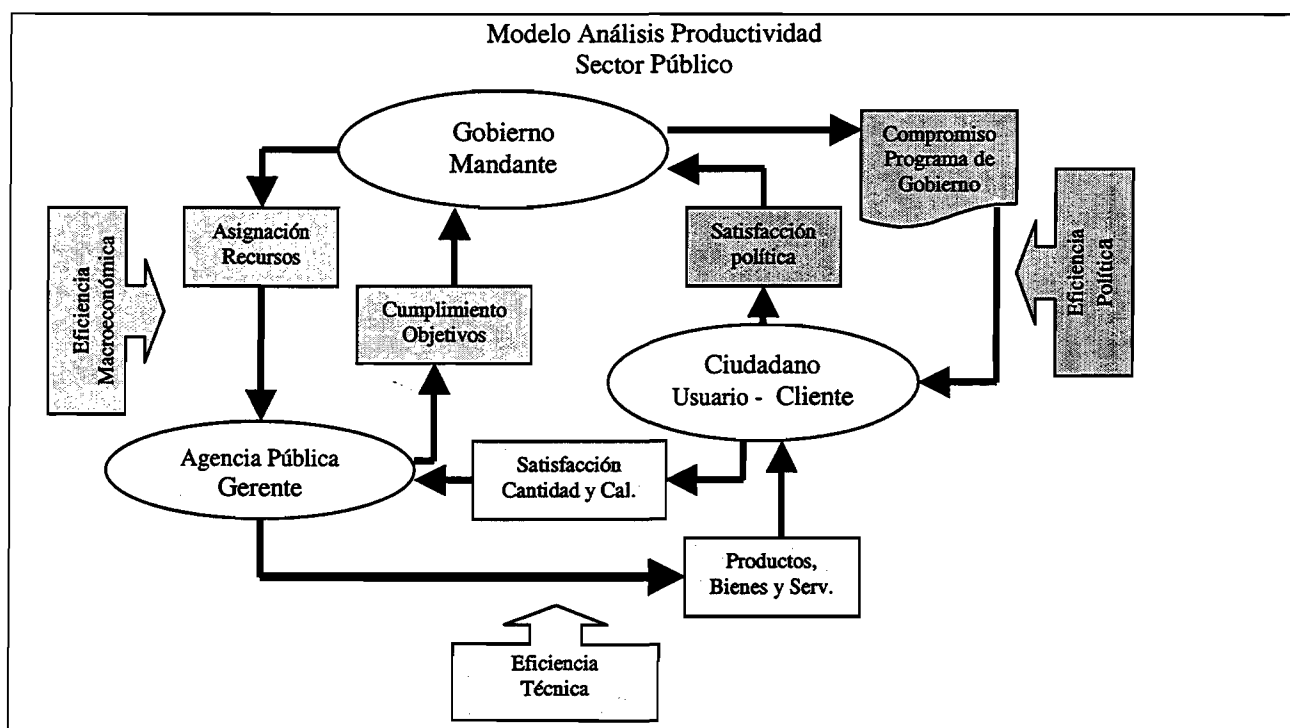 Modelo Análisis Productividad
Sector Público
Gobierno
Mandante
Compromiso
Programa de
Gobierno
Asignación
Recursos
Satisfacción
política
Eficiencia
Macroeconómica
Eficiencia
Política
Cumplimiento
Objetivos
Ciudadano
Usuario - Cliente
Agencia Pública
Gerente
Satisfacción
Cantidad y Cal.
Productos,
Bienes y Serv.
Eficiencia
Técnica